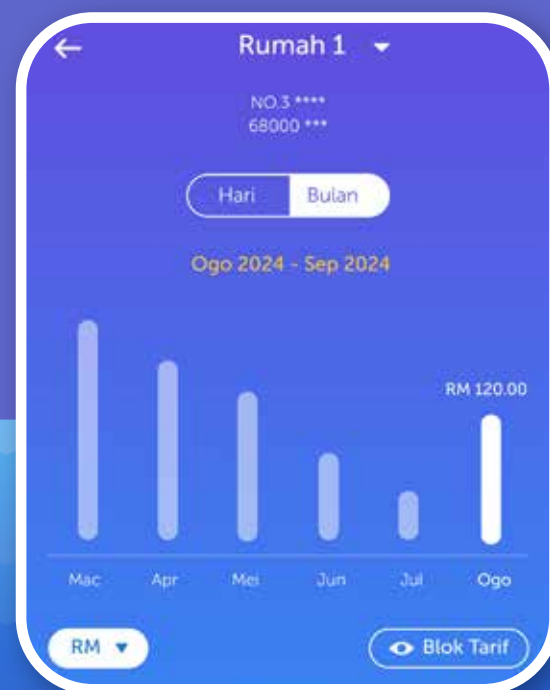 Rumah 1
NO.3 ****
68000 ***
Hari Bulan
Ogo 2024 - Sep 2024
RM 120.00
Mac Apr Mei Jun Jul Ogo
RM Blok Tarif